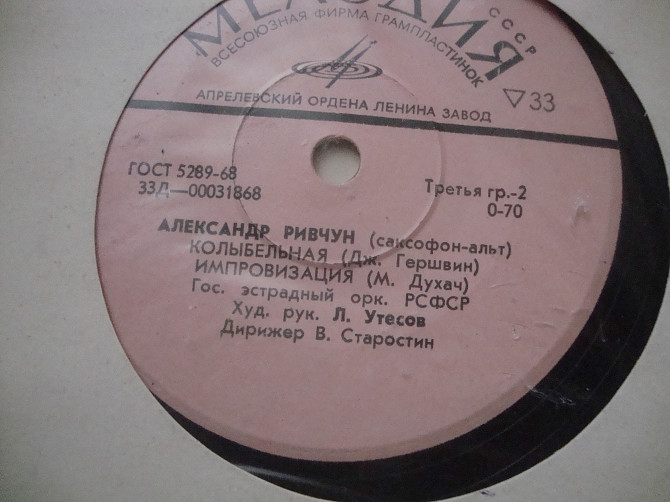 МЕЛОДИЯ
СССР
ВСЕСОЮЗНАЯ ФИРМА ГРАМПЛАСТИНОК
АПРЕЛЕВСКИЙ ОРДЕНА ЛЕНИНА ЗАВОД
▽33
ГОСТ 5289-68
33Д—00031868
Третья гр.-2
0-70
АЛЕКСАНДР РИВЧУН (саксофон-альт)
КОЛЫБЕЛЬНАЯ (Дж. Гершвин)
ИМПРОВИЗАЦИЯ (М. Духач)
Гос. эстрадный орк. РСФСР
Худ. рук. Л. Утесов
Дирижер В. Старостин